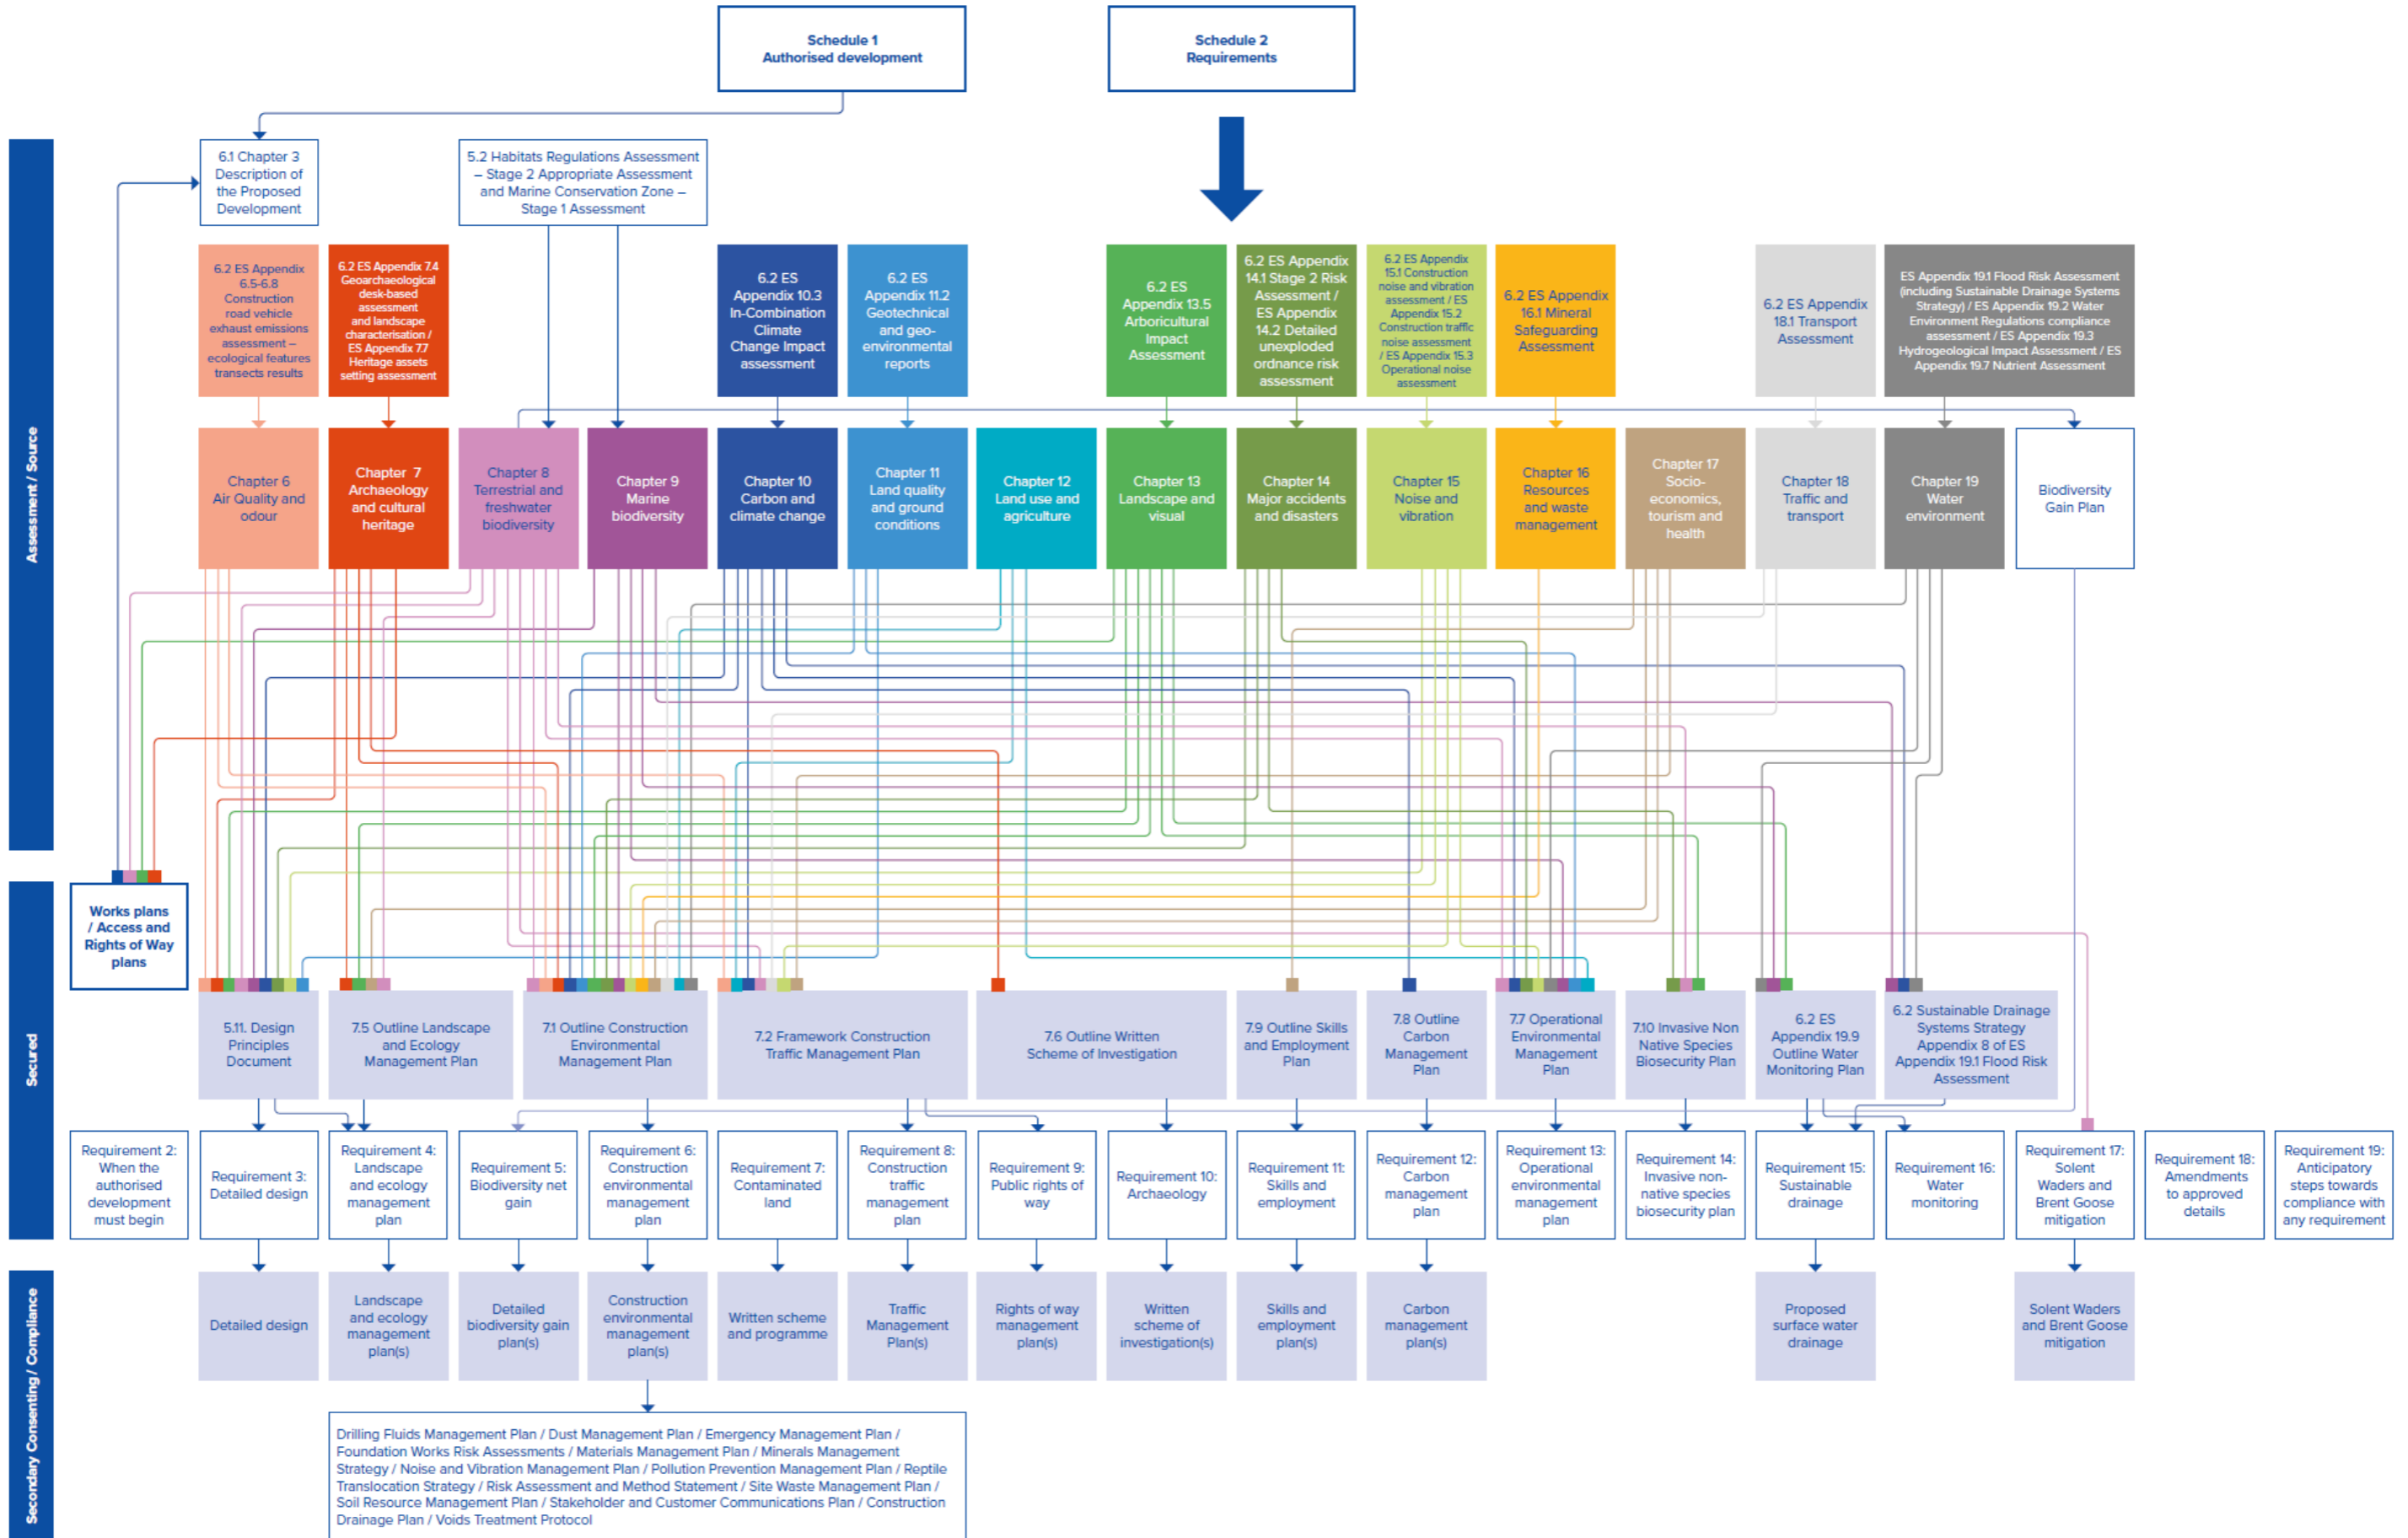 Schedule 1
Authorised development
Schedule 2
Requirements
Assessment / Source
6.1 Chapter 3
Description of
the Proposed
Development
5.2 Habitats Regulations Assessment
– Stage 2 Appropriate Assessment
and Marine Conservation Zone –
Stage 1 Assessment
6.2 ES Appendix
6.5-6.8
Construction
road vehicle
exhaust emissions
assessment –
ecological features
transects results
6.2 ES Appendix 7.4
Geoarchaeological
desk-based
assessment
and landscape
characterisation /
ES Appendix 7.7
Heritage assets
setting assessment
6.2 ES
Appendix 10.3
In-Combination
Climate
Change Impact
assessment
6.2 ES
Appendix 11.2
Geotechnical
and geo-
environmental
reports
6.2 ES
Appendix 13.5
Arboricultural
Impact
Assessment
6.2 ES Appendix
14.1 Stage 2 Risk
Assessment /
ES Appendix
14.2 Detailed
unexploded
ordnance risk
assessment
6.2 ES Appendix
15.1 Construction
noise and vibration
assessment / ES
Appendix 15.2
Construction traffic
noise assessment
/ ES Appendix 15.3
Operational noise
assessment
6.2 ES Appendix
16.1 Mineral
Safeguarding
Assessment
6.2 ES Appendix
18.1 Transport
Assessment
ES Appendix 19.1 Flood Risk Assessment
(including Sustainable Drainage Systems
Strategy) / ES Appendix 19.2 Water
Environment Regulations compliance
assessment / ES Appendix 19.3
Hydrogeological Impact Assessment / ES
Appendix 19.7 Nutrient Assessment
Chapter 6
Air Quality and
odour
Chapter 7
Archaeology
and cultural
heritage
Chapter 8
Terrestrial and
freshwater
biodiversity
Chapter 9
Marine
biodiversity
Chapter 10
Carbon and
climate change
Chapter 11
Land quality
and ground
conditions
Chapter 12
Land use and
agriculture
Chapter 13
Landscape and
visual
Chapter 14
Major accidents
and disasters
Chapter 15
Noise and
vibration
Chapter 16
Resources
and waste
management
Chapter 17
Socio-
economics,
tourism and
health
Chapter 18
Traffic and
transport
Chapter 19
Water
environment
Biodiversity
Gain Plan
Secured
Works plans
/ Access and
Rights of Way
plans
5.11. Design
Principles
Document
7.5 Outline Landscape
and Ecology
Management Plan
7.1 Outline Construction
Environmental
Management Plan
7.2 Framework Construction
Traffic Management Plan
7.6 Outline Written
Scheme of Investigation
7.9 Outline Skills
and Employment
Plan
7.8 Outline
Carbon
Management
Plan
7.7 Operational
Environmental
Management
Plan
7.10 Invasive Non
Native Species
Biosecurity Plan
6.2 ES
Appendix 19.9
Outline Water
Monitoring Plan
6.2 Sustainable Drainage
Systems Strategy
Appendix 8 of ES
Appendix 19.1 Flood Risk
Assessment
Requirement 2:
When the
authorised
development
must begin
Requirement 3:
Detailed design
Requirement 4:
Landscape
and ecology
management
plan
Requirement 5:
Biodiversity net
gain
Requirement 6:
Construction
environmental
management
plan
Requirement 7:
Contaminated
land
Requirement 8:
Construction
traffic
management
plan
Requirement 9:
Public rights of
way
Requirement 10:
Archaeology
Requirement 11:
Skills and
employment
Requirement 12:
Carbon
management
plan
Requirement 13:
Operational
environmental
management
plan
Requirement 14:
Invasive non-
native species
biosecurity plan
Requirement 15:
Sustainable
drainage
Requirement 16:
Water
monitoring
Requirement 17:
Solent
Waders and
Brent Goose
mitigation
Requirement 18:
Amendments
to approved
details
Requirement 19:
Anticipatory
steps towards
compliance with
any requirement
Secondary Consenting / Compliance
Detailed design
Landscape
and ecology
management
plan(s)
Detailed
biodiversity gain
plan(s)
Construction
environmental
management
plan(s)
Written scheme
and programme
Traffic
Management
Plan(s)
Rights of way
management
plan(s)
Written
scheme of
investigation(s)
Skills and
employment
plan(s)
Carbon
management
plan(s)
Proposed
surface water
drainage
Solent Waders
and Brent Goose
mitigation
Drilling Fluids Management Plan / Dust Management Plan / Emergency Management Plan /
Foundation Works Risk Assessments / Materials Management Plan / Minerals Management
Strategy / Noise and Vibration Management Plan / Pollution Prevention Management Plan / Reptile
Translocation Strategy / Risk Assessment and Method Statement / Site Waste Management Plan /
Soil Resource Management Plan / Stakeholder and Customer Communications Plan / Construction
Drainage Plan / Voids Treatment Protocol